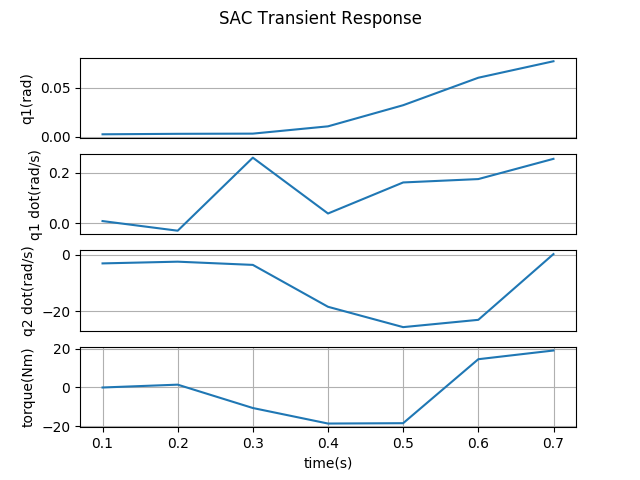 SAC Transient Response
q1(rad)
0.05
0.00
q1 dot(rad/s)
0.2
0.0
q2 dot(rad/s)
0
−20
torque(Nm)
20
0
−20
0.1 0.2 0.3 0.4 0.5 0.6 0.7
time(s)